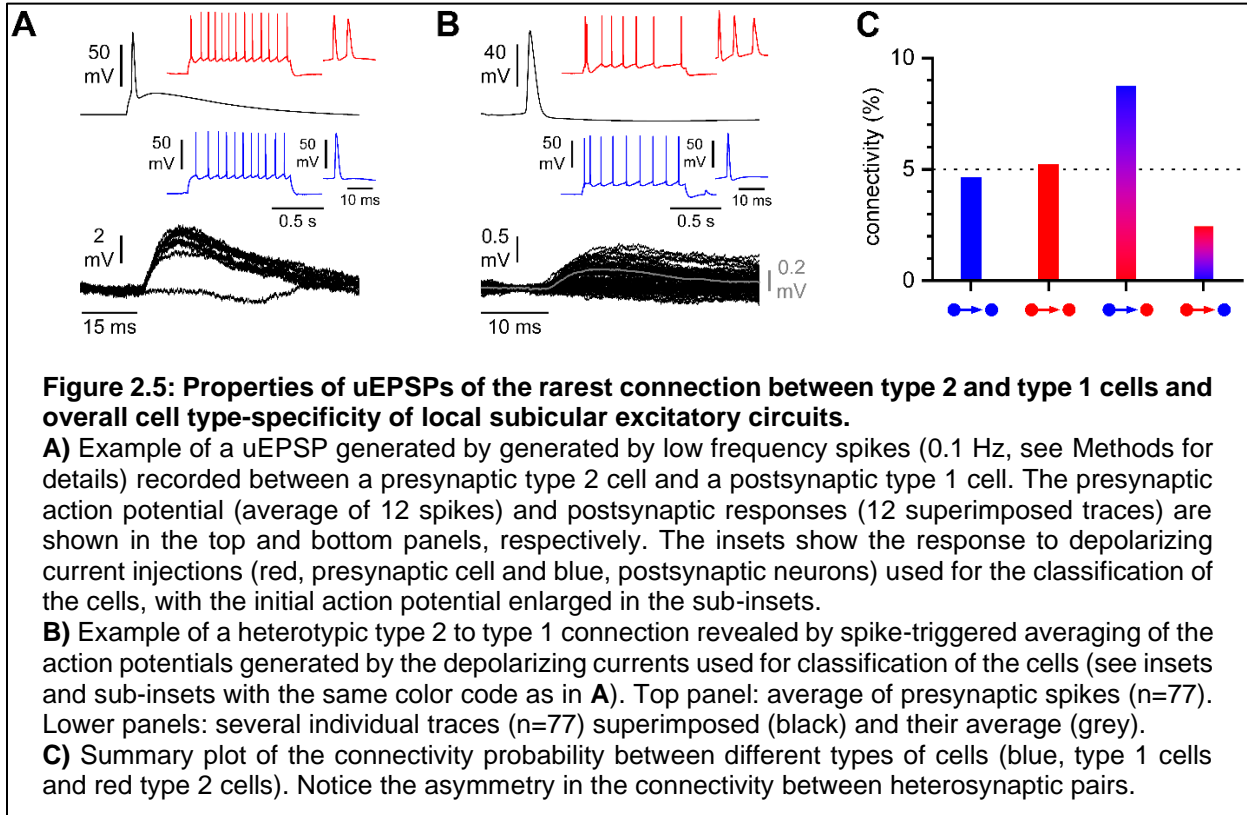 A
50
mV
50
mV
50
mV
10 ms
0.5 s
2
mV
15 ms
B
40
mV
50
mV
50
mV
10 ms
0.5 s
0.5
mV
0.2
mV
10 ms
C
10
5
0
connectivity (%)
Figure 2.5: Properties of uEPSPs of the rarest connection between type 2 and type 1 cells and
overall cell type-specificity of local subicular excitatory circuits.
A) Example of a uEPSP generated by generated by low frequency spikes (0.1 Hz, see Methods for
details) recorded between a presynaptic type 2 cell and a postsynaptic type 1 cell. The presynaptic
action potential (average of 12 spikes) and postsynaptic responses (12 superimposed traces) are
shown in the top and bottom panels, respectively. The insets show the response to depolarizing
current injections (red, presynaptic cell and blue, postsynaptic neurons) used for the classification of
the cells, with the initial action potential enlarged in the sub-insets.
B) Example of a heterotypic type 2 to type 1 connection revealed by spike-triggered averaging of the
action potentials generated by the depolarizing currents used for classification of the cells (see insets
and sub-insets with the same color code as in A). Top panel: average of presynaptic spikes (n=77).
Lower panels: several individual traces (n=77) superimposed (black) and their average (grey).
C) Summary plot of the connectivity probability between different types of cells (blue, type 1 cells
and red type 2 cells). Notice the asymmetry in the connectivity between heterosynaptic pairs.